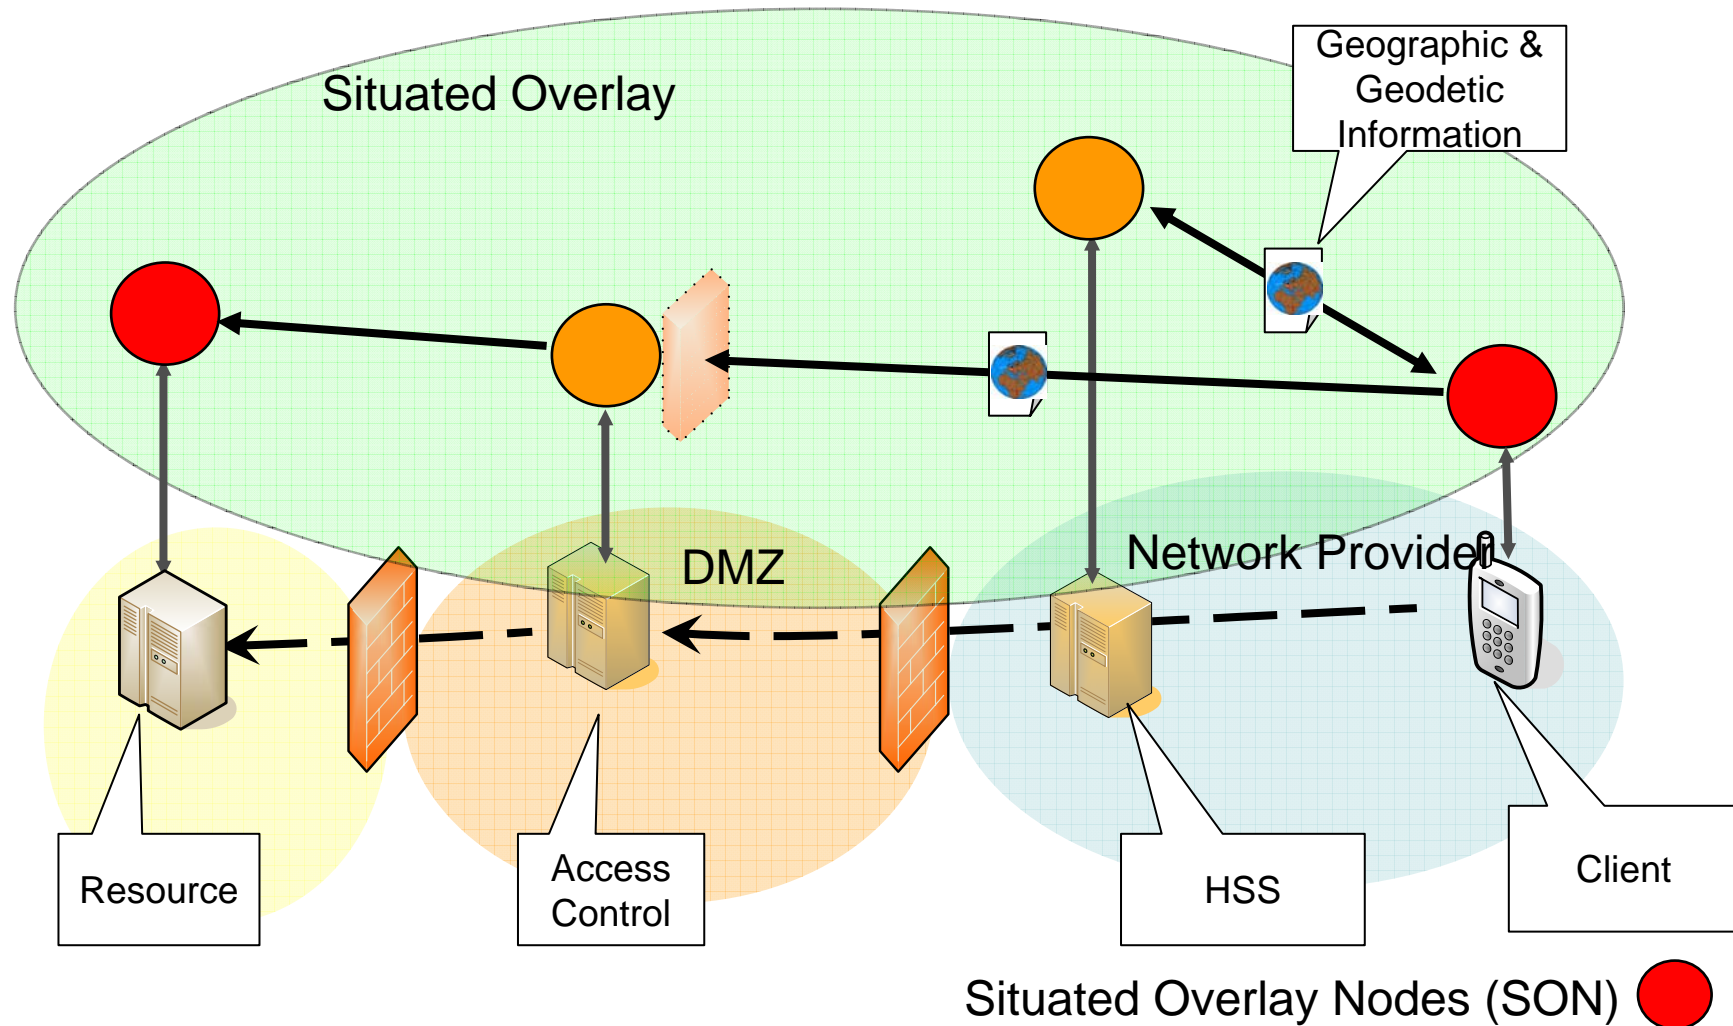 Situated Overlay
Geographic &
Geodetic
Information
DMZ
Network Provider
Resource
Access
Control
HSS
Client
Situated Overlay Nodes (SON)